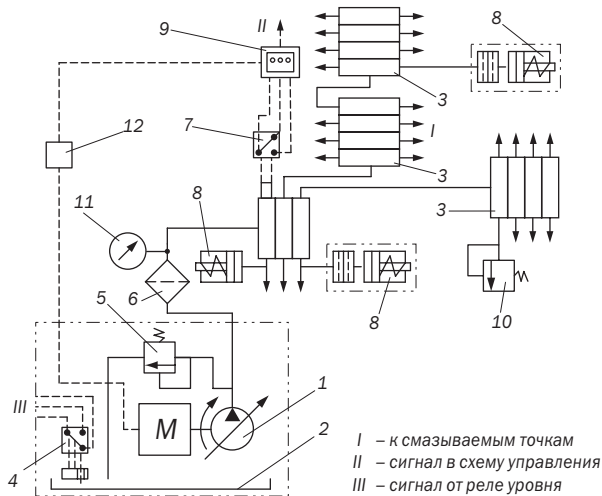 II
9
8
7
3
I
12
3
3
11
8
5
6
8
10
1
III
M
2
4
I – к смазываемым точкам
II – сигнал в схему управления
III – сигнал от реле уровня